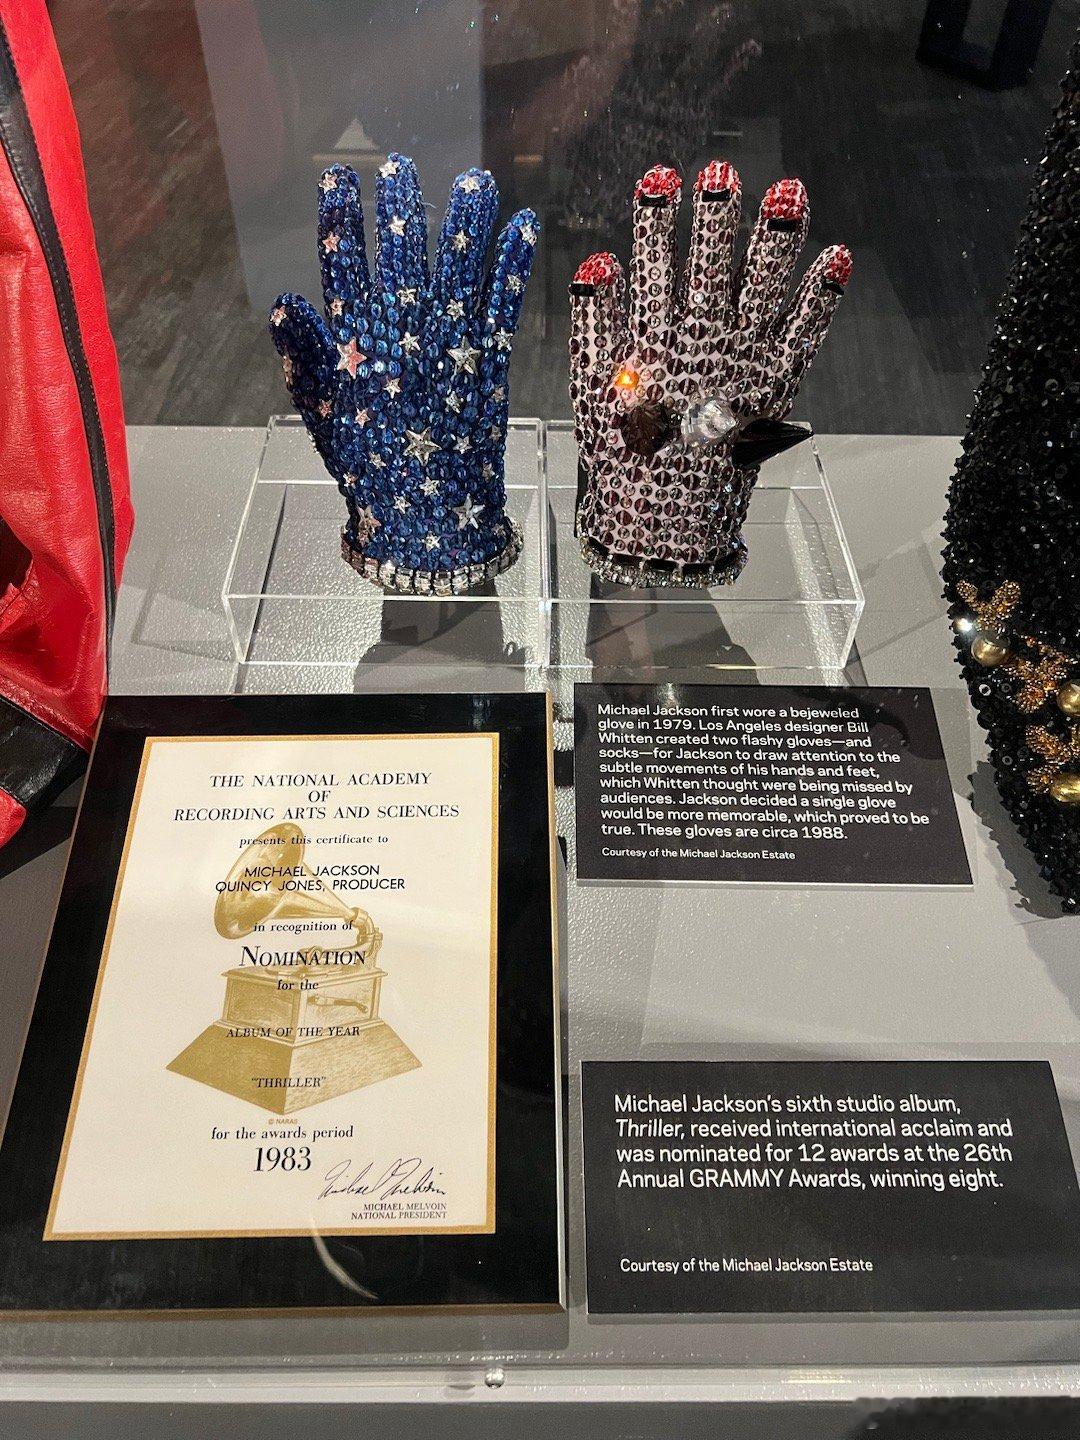 Michael Jackson first wore a bejeweled
glove in 1979. Los Angeles designer Bill
Whitten created two flashy gloves—and
socks—for Jackson to draw attention to the
subtle movements of his hands and feet,
which Whitten thought were being missed by
audiences. Jackson decided a single glove
would be more memorable, which proved to be
true. These gloves are circa 1988.
Courtesy of the Michael Jackson Estate
THE NATIONAL ACADEMY
OF
RECORDING ARTS AND SCIENCES
presents this certificate to
MICHAEL JACKSON
QUINCY JONES, PRODUCER
in recognition of
NOMINATION
for the
ALBUM OF THE YEAR
"THRILLER"
© NARAS
for the awards period
1983
Michael Melvoin
MICHAEL MELVOIN
NATIONAL PRESIDENT
Michael Jackson's sixth studio album,
Thriller, received international acclaim and
was nominated for 12 awards at the 26th
Annual GRAMMY Awards, winning eight.
Courtesy of the Michael Jackson Estate